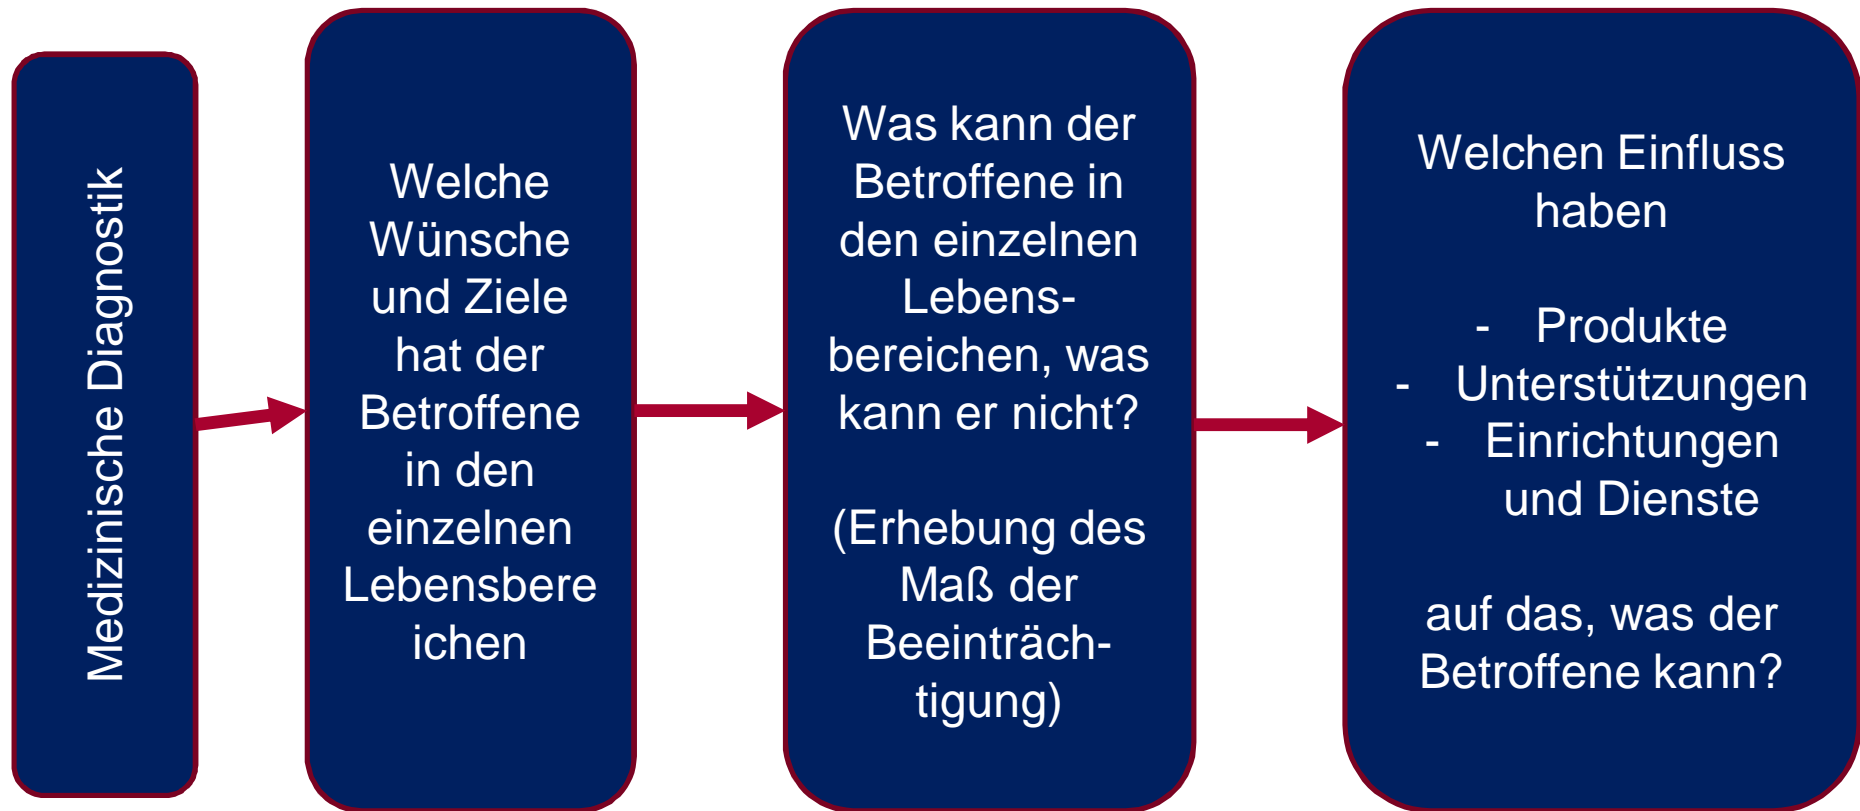 Medizinische Diagnostik
Welche
Wünsche
und Ziele
hat der
Betroffene
in den
einzelnen
Lebensbere
ichen
Was kann der
Betroffene in
den einzelnen
Lebens-
bereichen, was
kann er nicht?
(Erhebung des
Maß der
Beeinträch-
tigung)
Welchen Einfluss
haben
- Produkte
- Unterstützungen
- Einrichtungen
und Dienste
auf das, was der
Betroffene kann?